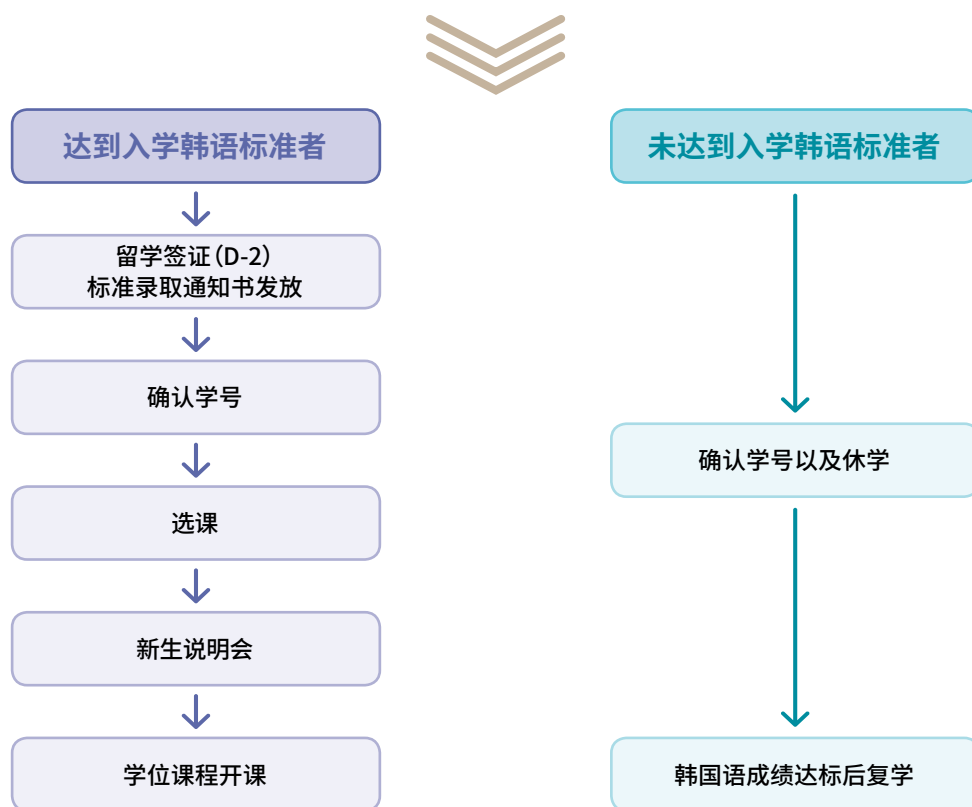 达到入学韩语标准者
留学签证(D-2)
标准录取通知书发放
确认学号
选课
新生说明会
学位课程开课
未达到入学韩语标准者
确认学号以及休学
韩国语成绩达标后复学